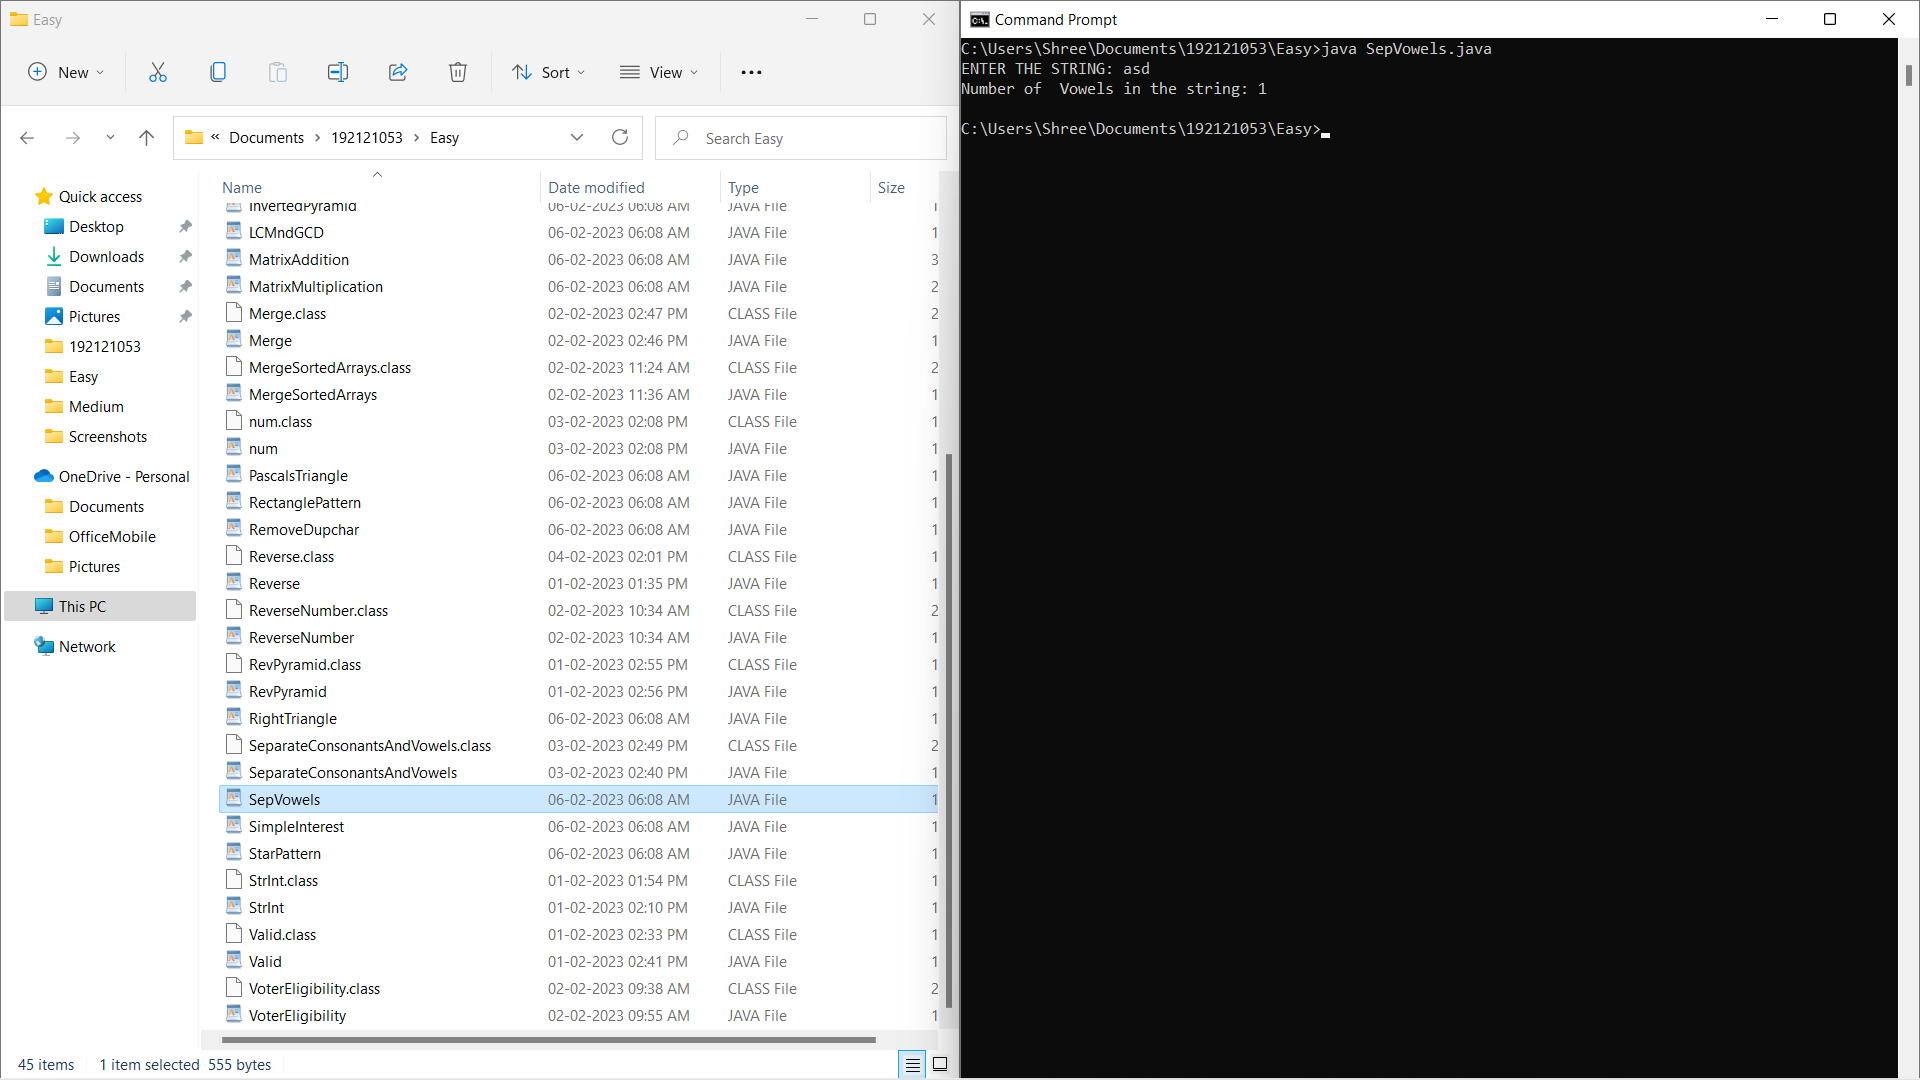 Easy
New
Sort
View
« Documents > 192121053 > Easy
Search Easy
Quick access
Desktop
Downloads
Documents
Pictures
192121053
Easy
Medium
Screenshots
OneDrive - Personal
Documents
OfficeMobile
Pictures
This PC
Network
Name Date modified Type Size
InvertedPyramid 06-02-2023 06:08 AM JAVA File 1
LCMndGCD 06-02-2023 06:08 AM JAVA File 1
MatrixAddition 06-02-2023 06:08 AM JAVA File 3
MatrixMultiplication 06-02-2023 06:08 AM JAVA File 2
Merge.class 02-02-2023 02:47 PM CLASS File 2
Merge 02-02-2023 02:46 PM JAVA File 1
MergeSortedArrays.class 02-02-2023 11:24 AM CLASS File 2
MergeSortedArrays 02-02-2023 11:36 AM JAVA File 1
num.class 03-02-2023 02:08 PM CLASS File 1
num 03-02-2023 02:08 PM JAVA File 1
PascalsTriangle 06-02-2023 06:08 AM JAVA File 1
RectanglePattern 06-02-2023 06:08 AM JAVA File 1
RemoveDupchar 06-02-2023 06:08 AM JAVA File 1
Reverse.class 04-02-2023 02:01 PM CLASS File 1
Reverse 01-02-2023 01:35 PM JAVA File 1
ReverseNumber.class 02-02-2023 10:34 AM CLASS File 2
ReverseNumber 02-02-2023 10:34 AM JAVA File 1
RevPyramid.class 01-02-2023 02:55 PM CLASS File 1
RevPyramid 01-02-2023 02:56 PM JAVA File 1
RightTriangle 06-02-2023 06:08 AM JAVA File 1
SeparateConsonantsAndVowels.class 03-02-2023 02:49 PM CLASS File 2
SeparateConsonantsAndVowels 03-02-2023 02:40 PM JAVA File 1
SepVowels 06-02-2023 06:08 AM JAVA File 1
SimpleInterest 06-02-2023 06:08 AM JAVA File 1
StarPattern 06-02-2023 06:08 AM JAVA File 1
StrInt.class 01-02-2023 01:54 PM CLASS File 1
StrInt 01-02-2023 02:10 PM JAVA File 1
Valid.class 01-02-2023 02:33 PM CLASS File 1
Valid 01-02-2023 02:41 PM JAVA File 1
VoterEligibility.class 02-02-2023 09:38 AM CLASS File 2
VoterEligibility 02-02-2023 09:55 AM JAVA File 1
45 items 1 item selected 555 bytes
Command Prompt
C:\Users\Shree\Documents\192121053\Easy>java SepVowels.java
ENTER THE STRING: asd
Number of  Vowels in the string: 1
C:\Users\Shree\Documents\192121053\Easy>